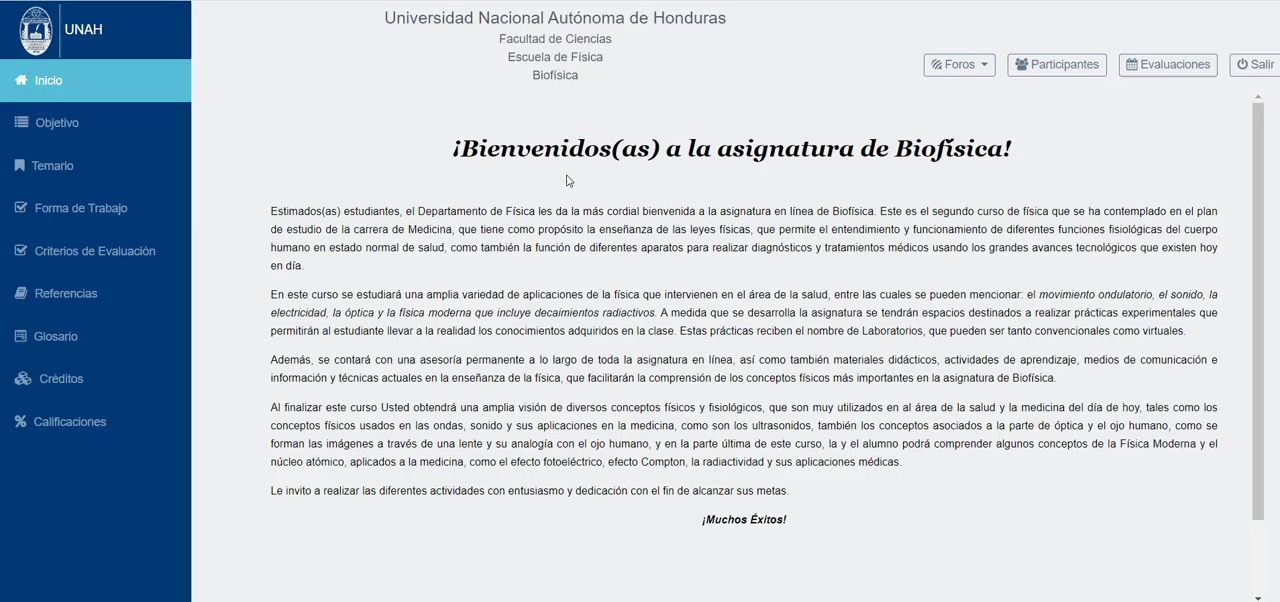 UNAH
Inicio
Objetivo
Temario
Forma de Trabajo
Criterios de Evaluación
Referencias
Glosario
Créditos
Calificaciones
Universidad Nacional Autónoma de Honduras
Facultad de Ciencias
Escuela de Física
Biofísica
Foros
Participantes
Evaluaciones
Salir
¡Bienvenidos(as) a la asignatura de Biofísica!
Estimados(as) estudiantes, el Departamento de Física les da la más cordial bienvenida a la asignatura en línea de Biofísica. Este es el segundo curso de física que se ha contemplado en el plan
de estudio de la carrera de Medicina, que tiene como propósito la enseñanza de las leyes físicas, que permite el entendimiento y funcionamiento de diferentes funciones fisiológicas del cuerpo
humano en estado normal de salud, como también la función de diferentes aparatos para realizar diagnósticos y tratamientos médicos usando los grandes avances tecnológicos que existen hoy
en día.
En este curso se estudiará una amplia variedad de aplicaciones de la física que intervienen en el área de la salud, entre las cuales se pueden mencionar: el movimiento ondulatorio, el sonido, la
electricidad, la óptica y la física moderna que incluye decaimientos radiactivos. A medida que se desarrolla la asignatura se tendrán espacios destinados a realizar prácticas experimentales que
permitirán al estudiante llevar a la realidad los conocimientos adquiridos en la clase. Estas prácticas reciben el nombre de Laboratorios, que pueden ser tanto convencionales como virtuales.
Además, se contará con una asesoría permanente a lo largo de toda la asignatura en línea, así como también materiales didácticos, actividades de aprendizaje, medios de comunicación e
información y técnicas actuales en la enseñanza de la física, que facilitarán la comprensión de los conceptos físicos más importantes en la asignatura de Biofísica.
Al finalizar este curso Usted obtendrá una amplia visión de diversos conceptos físicos y fisiológicos, que son muy utilizados en al área de la salud y la medicina del día de hoy, tales como los
conceptos físicos usados en las ondas, sonido y sus aplicaciones en la medicina, como son los ultrasonidos, también los conceptos asociados a la parte de óptica y el ojo humano, como se
forman las imágenes a través de una lente y su analogía con el ojo humano, y en la parte última de este curso, la y el alumno podrá comprender algunos conceptos de la Física Moderna y el
núcleo atómico, aplicados a la medicina, como el efecto fotoeléctrico, efecto Compton, la radiactividad y sus aplicaciones médicas.
Le invito a realizar las diferentes actividades con entusiasmo y dedicación con el fin de alcanzar sus metas.
¡Muchos Éxitos!